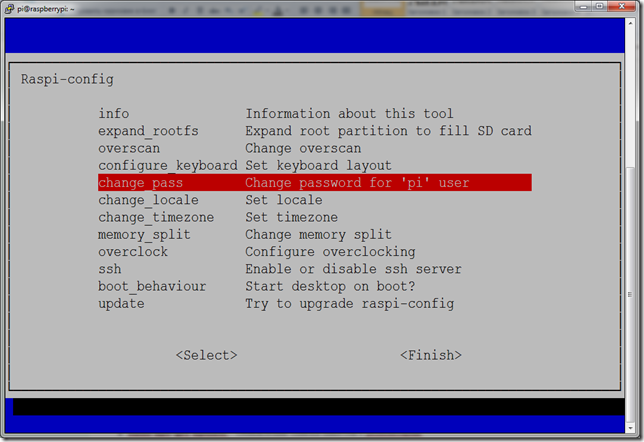 pi@raspberrypi: ~
Raspi-config
info Information about this tool
expand_rootfs Expand root partition to fill SD card
overscan Change overscan
configure_keyboard Set keyboard layout
change_pass Change password for 'pi' user
change_locale Set locale
change_timezone Set timezone
memory_split Change memory split
overclock Configure overclocking
ssh Enable or disable ssh server
boot_behaviour Start desktop on boot?
update Try to upgrade raspi-config
<Select> <Finish>